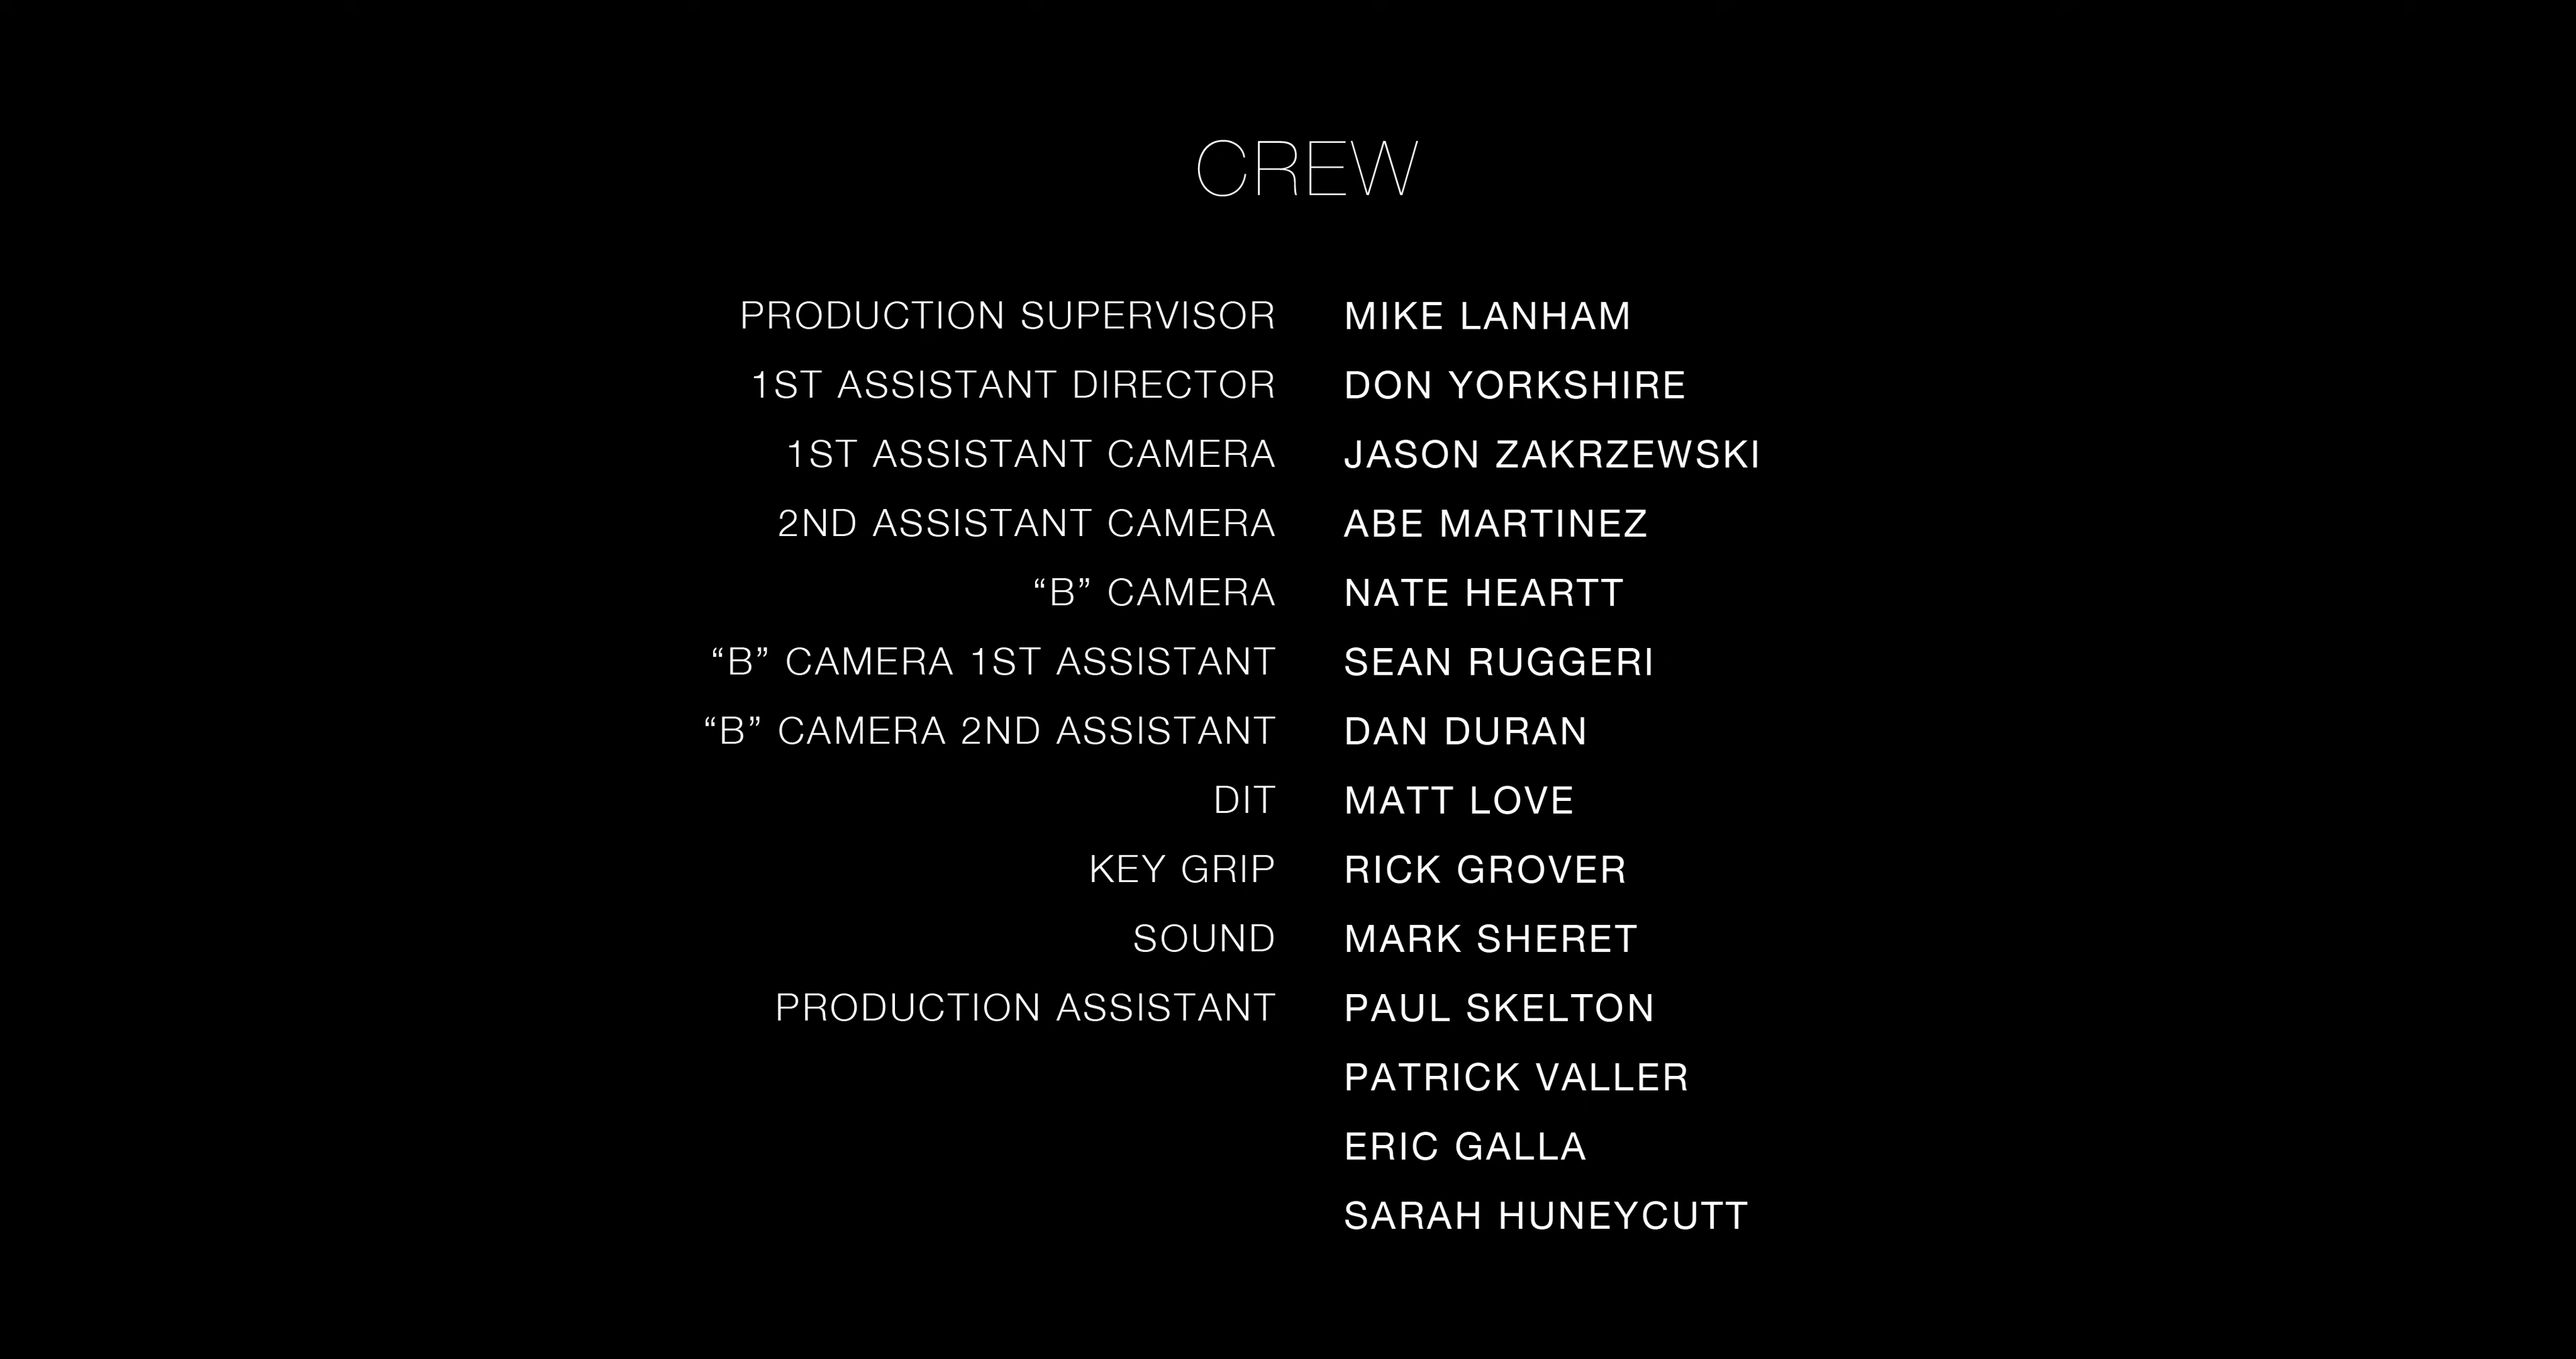 CREW
PRODUCTION SUPERVISOR MIKE LANHAM
1ST ASSISTANT DIRECTOR DON YORKSHIRE
1ST ASSISTANT CAMERA JASON ZAKRZEWSKI
2ND ASSISTANT CAMERA ABE MARTINEZ
“B” CAMERA NATE HEARTT
“B” CAMERA 1ST ASSISTANT SEAN RUGGERI
“B” CAMERA 2ND ASSISTANT DAN DURAN
DIT MATT LOVE
KEY GRIP RICK GROVER
SOUND MARK SHERET
PRODUCTION ASSISTANT PAUL SKELTON
PATRICK VALLER
ERIC GALLA
SARAH HUNEYCUTT